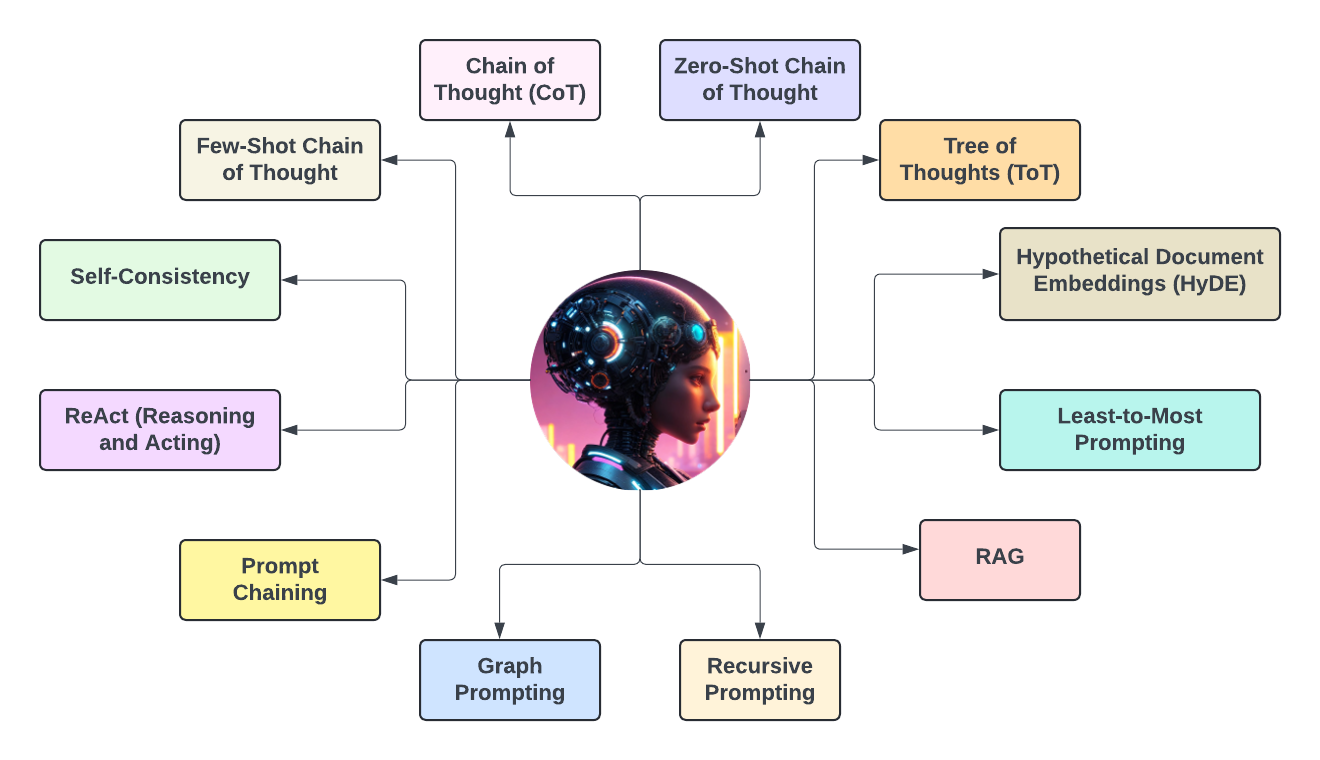 Chain of
Thought (CoT)
Zero-Shot Chain
of Thought
Few-Shot Chain
of Thought
Tree of
Thoughts (ToT)
Self-Consistency
Hypothetical Document
Embeddings (HyDE)
ReAct (Reasoning
and Acting)
Least-to-Most
Prompting
Prompt
Chaining
RAG
Graph
Prompting
Recursive
Prompting